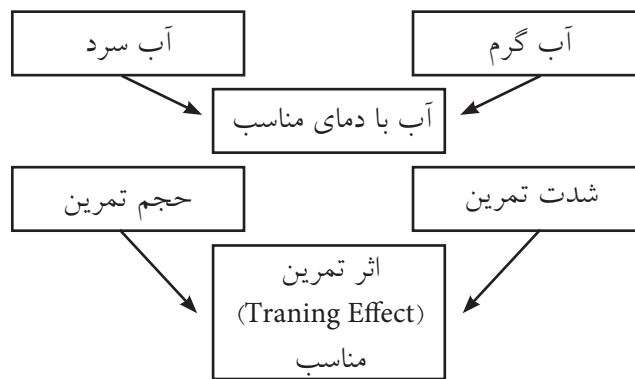 آب گرم
آب سرد
آب با دمای مناسب
شدت تمرین
حجم تمرین
اثر تمرین
(Traning Effect)
مناسب